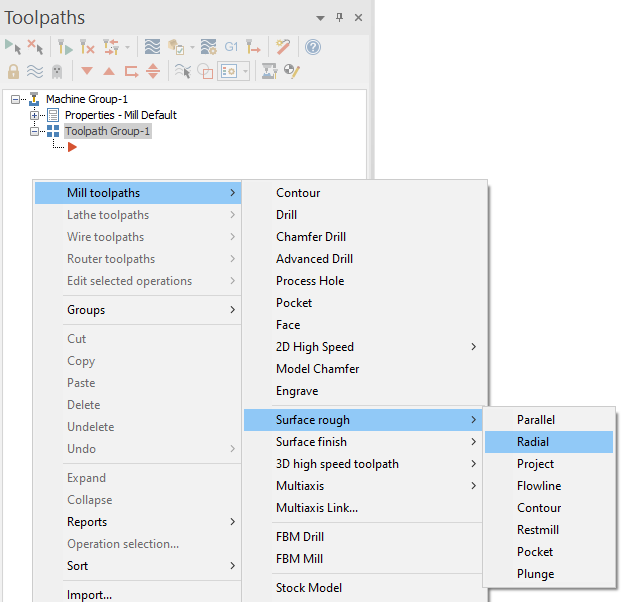 Toolpaths
G1
Machine Group-1
Properties - Mill Default
Toolpath Group-1
Mill toolpaths
Lathe toolpaths
Wire toolpaths
Router toolpaths
Edit selected operations
Groups
Cut
Copy
Paste
Delete
Undelete
Undo
Expand
Collapse
Reports
Operation selection...
Sort
Import...
Contour
Drill
Chamfer Drill
Advanced Drill
Process Hole
Pocket
Face
2D High Speed
Model Chamfer
Engrave
Surface rough
Surface finish
3D high speed toolpath
Multiaxis
Multiaxis Link...
FBM Drill
FBM Mill
Stock Model
Parallel
Radial
Project
Flowline
Contour
Restmill
Pocket
Plunge